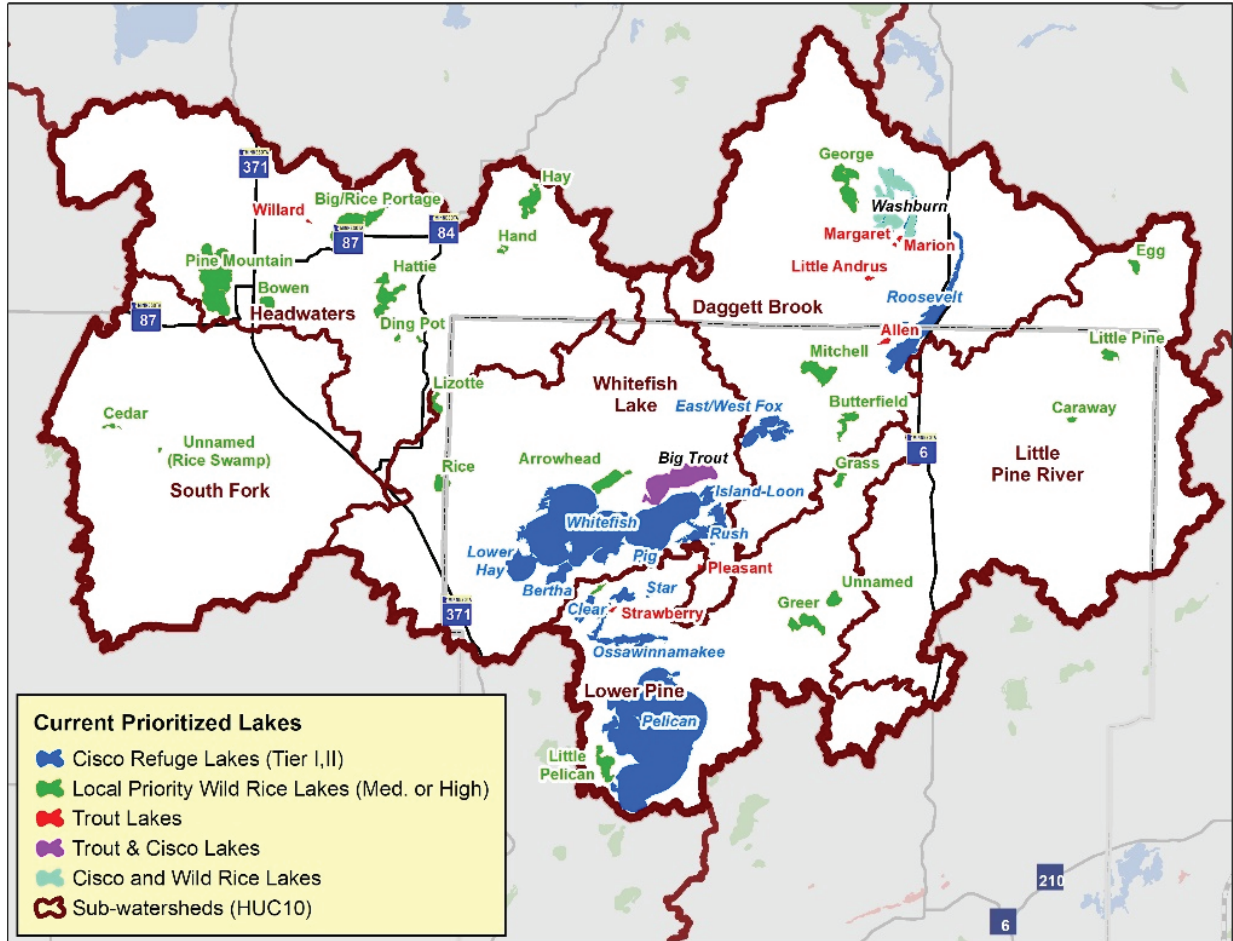 George
Hay
371
Big/Rice Portage
Washburn
Willard
84
Margaret
Marion
87
Hand
Egg
Pine Mountain
Hattie
Little Andrus
Bowen
Roosevelt
Headwaters
Daggett Brook
87
Ding Pot
Allen
Little Pine
Mitchell
Whitefish
Lake
Lizotte
East/West Fox
Butterfield
Caraway
Cedar
Unnamed
(Rice Swamp)
6
Little
Pine River
Arrowhead
Big Trout
Grass
Rice
South Fork
Island-Loon
Whitefish
Rush
Lower
Hay
Pig
Pleasant
Bertha
Star
Unnamed
Clear
Strawberry
Greer
371
Ossawinnamakee
Lower Pine
Pelican
Little
Pelican
Current Prioritized Lakes
Cisco Refuge Lakes (Tier I,II)
Local Priority Wild Rice Lakes (Med. or High)
Trout Lakes
Trout & Cisco Lakes
Cisco and Wild Rice Lakes
Sub-watersheds (HUC10)
210
6